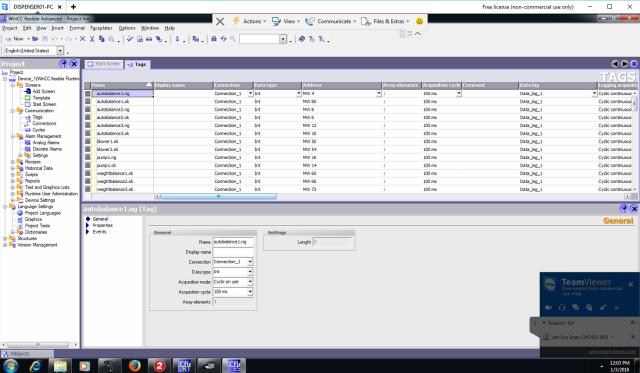 DISPENSER01-PC
Free license (non-commercial use only)
WinCC flexible Advanced - Project.hm
Actions
View
Communicate
Files & Extras
Project Edit View Insert Format Faceplates Options Window Help
New
English (United States)
Project
Start Screen
Tags
TAGS
Project
Device_1(WinCC flexible Runtime
Screens
Add Screen
Template
Start Screen
Communication
Tags
Connections
Cycles
Alarm Management
Analog Alarms
Discrete Alarms
Settings
Recipes
Historical Data
Scripts
Reports
Text and Graphics Lists
Runtime User Administration
Device Settings
Language Settings
Project Languages
Graphics
Project Texts
Dictionaries
Structures
Version Management
Name Display name Connection Data type Address Array elements Acquisition cycle Comment Data log Logging acquisition
autobalance1.ng Connection_1 Int MW 4 1 100 ms Data_log_1 Cyclic continuous
autobalance1.ok Connection_1 Int MW 80 1 100 ms Data_log_1 Cyclic continuous
autobalance2.ng Connection_1 Int MW 8 1 100 ms Data_log_1 Cyclic continuous
autobalance2.ok Connection_1 Int MW 6 1 100 ms Data_log_1 Cyclic continuous
autobalance3.ng Connection_1 Int MW 12 1 100 ms Data_log_1 Cyclic continuous
autobalance3.ok Connection_1 Int MW 10 1 100 ms Data_log_1 Cyclic continuous
blower1.ok Connection_1 Int MW 50 1 100 ms Data_log_1 Cyclic continuous
blower2.ok Connection_1 Int MW 54 1 100 ms Data_log_1 Cyclic continuous
pump1.ng Connection_1 Int MW 16 1 100 ms Data_log_1 Cyclic continuous
pump1.ok Connection_1 Int MW 14 1 100 ms Data_log_1 Cyclic continuous
weightbalance1.ok Connection_1 Int MW 60 1 100 ms Data_log_1 Cyclic continuous
weightbalance2.ok Connection_1 Int MW 66 1 100 ms Data_log_1 Cyclic continuous
weightbalance3.ok Connection_1 Int MW 72 1 100 ms Data_log_1 Cyclic continuous
autobalance1.ng (Tag)
General
Properties
Events
General
General
Name autobalance1.ng
Display name
Connection Connection_1
Data type Int
Acquisition mode Cyclic on use
Acquisition cycle 100 ms
Array elements 1
Settings
Length 2
TeamViewer
Free license (non-commercial use only)
Session list
www.teamviewer.com
Object:
12:03 PM
1/3/2018